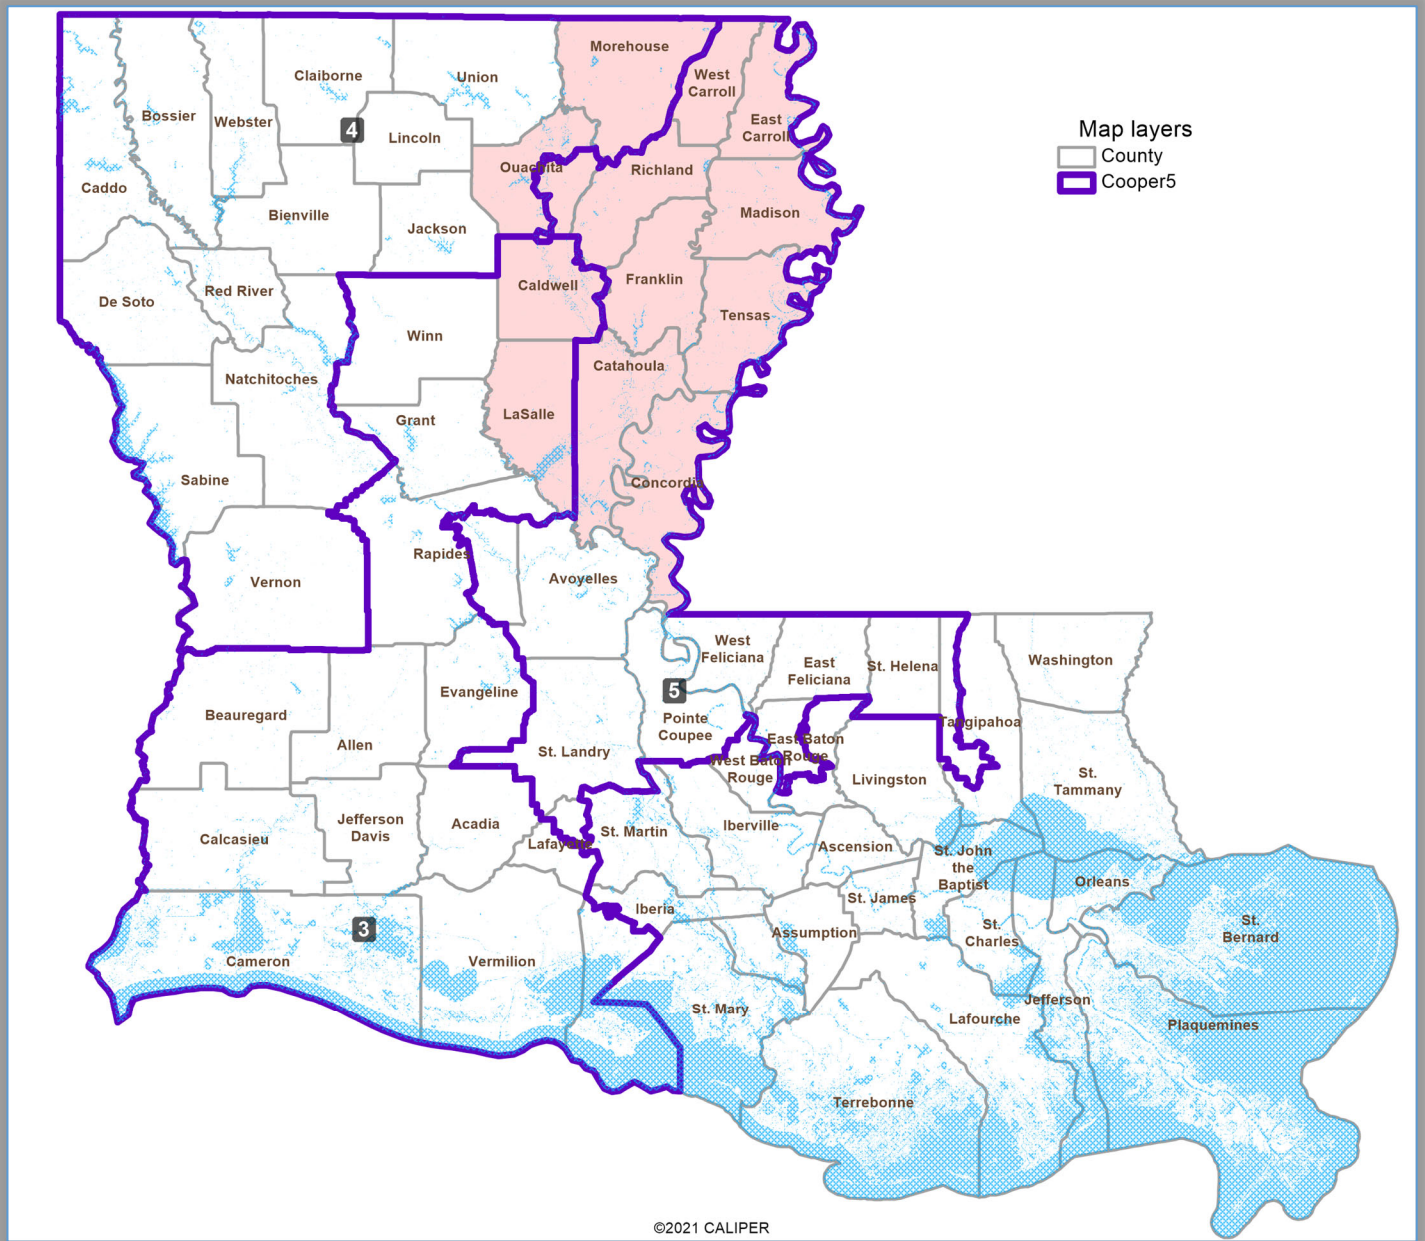 Morehouse
West
Carroll
Claiborne
Union
Map layers
County
Cooper5
Bossier
Webster
4
Lincoln
East
Carroll
Ouachita
Richland
Caddo
Bienville
Jackson
Madison
De Soto
Red River
Caldwell
Franklin
Tensas
Winn
Natchitoches
Catahoula
Grant
LaSalle
Sabine
Concordia
Rapides
Vernon
Avoyelles
West
Feliciana
East
Feliciana
St. Helena
Washington
5
Evangeline
Beauregard
Pointe
Coupee
Tangipahoa
Allen
St. Landry
East Baton
Rouge
West Baton
Rouge
Livingston
St.
Tammany
Calcasieu
Jefferson
Davis
Acadia
Lafayette
St. Martin
Iberville
Ascension
St. John
the
Baptist
Orleans
St. James
Iberia
3
Assumption
St.
Charles
St.
Bernard
Cameron
Vermilion
St. Mary
Lafourche
Jefferson
Plaquemines
Terrebonne
©2021 CALIPER